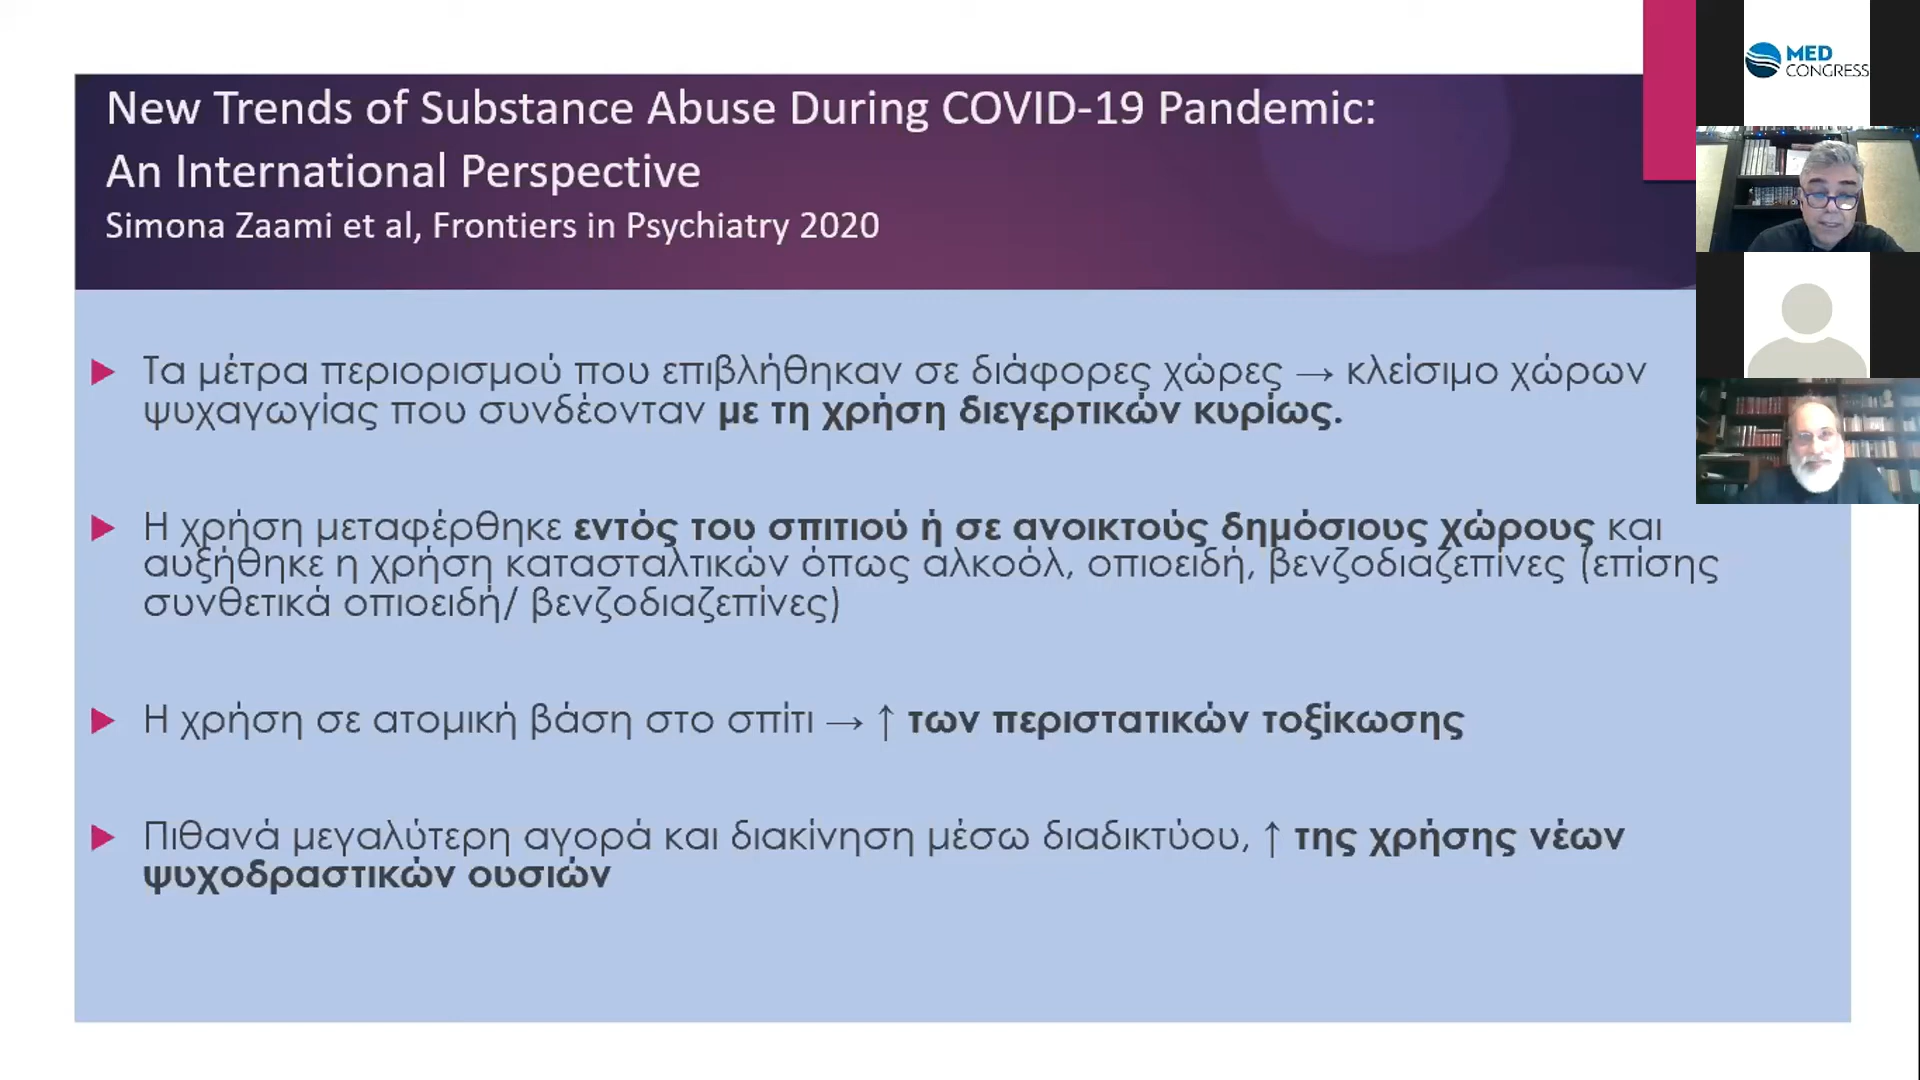 New Trends of Substance Abuse During COVID-19 Pandemic:
An International Perspective
Simona Zaami et al, Frontiers in Psychiatry 2020
Τα μέτρα περιορισμού που επιβλήθηκαν σε διάφορες χώρες → κλείσιμο χώρων
ψυχαγωγίας που συνδέονταν με τη χρήση διεγερτικών κυρίως.
Η χρήση μεταφέρθηκε εντός του σπιτιού ή σε ανοικτούς δημόσιους χώρους και
αυξήθηκε η χρήση κατασταλτικών όπως αλκοόλ, οπιοειδή, βενζοδιαζεπίνες (επίσης
συνθετικά οπιοειδή/ βενζοδιαζεπίνες)
Η χρήση σε ατομική βάση στο σπίτι → ↑ των περιστατικών τοξίκωσης
Πιθανά μεγαλύτερη αγορά και διακίνηση μέσω διαδικτύου, ↑ της χρήσης νέων
ψυχοδραστικών ουσιών
MED
CONGRESS